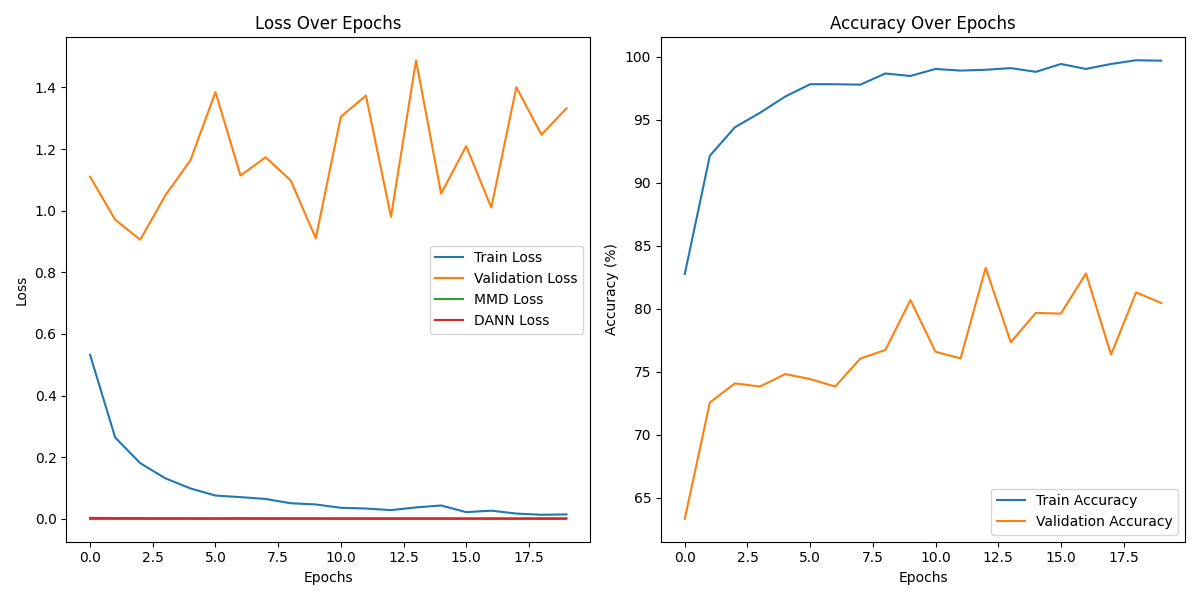 Loss Over Epochs
Loss
1.4
1.2
1.0
0.8
0.6
0.4
0.2
0.0
Train Loss
Validation Loss
MMD Loss
DANN Loss
0.0 2.5 5.0 7.5 10.0 12.5 15.0 17.5
Epochs
Accuracy Over Epochs
Accuracy (%)
100
95
90
85
80
75
70
65
Train Accuracy
Validation Accuracy
0.0 2.5 5.0 7.5 10.0 12.5 15.0 17.5
Epochs